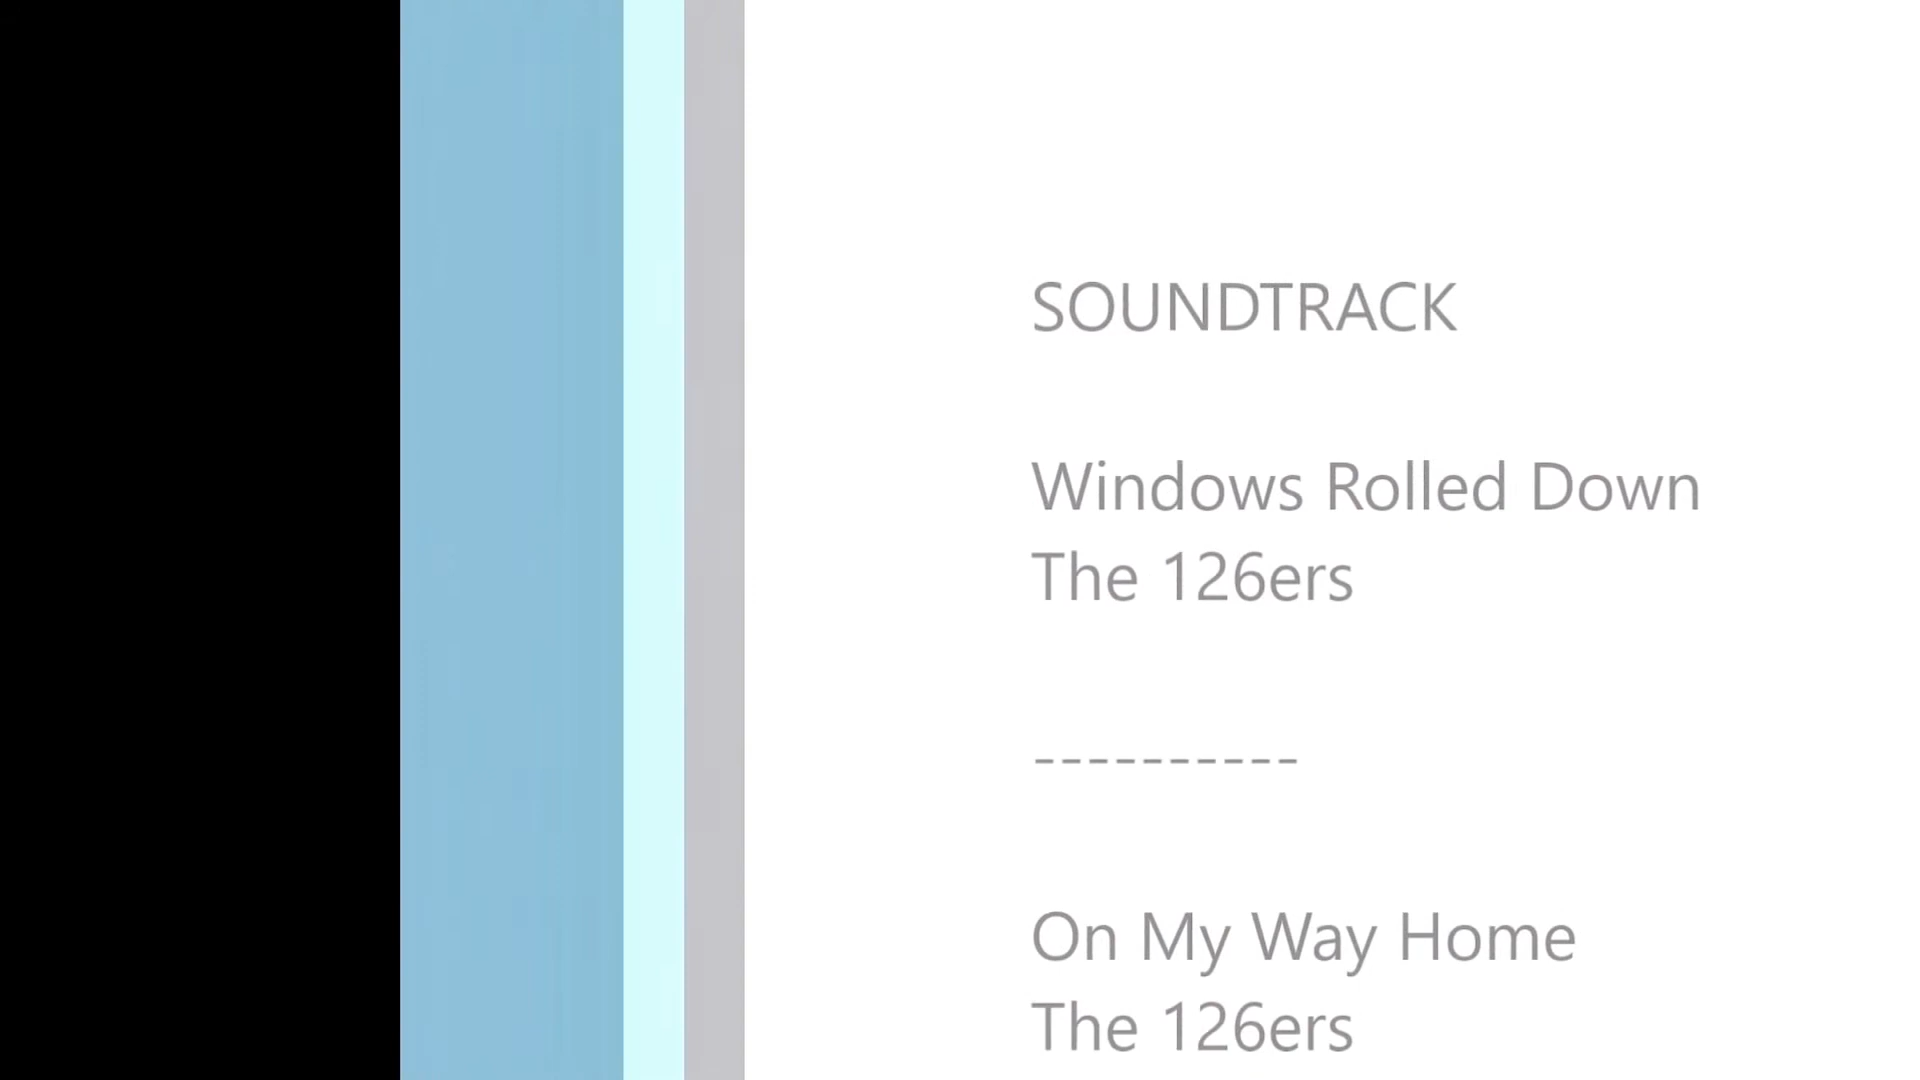 SOUNDTRACK
Windows Rolled Down
The 126ers
----------
On My Way Home
The 126ers